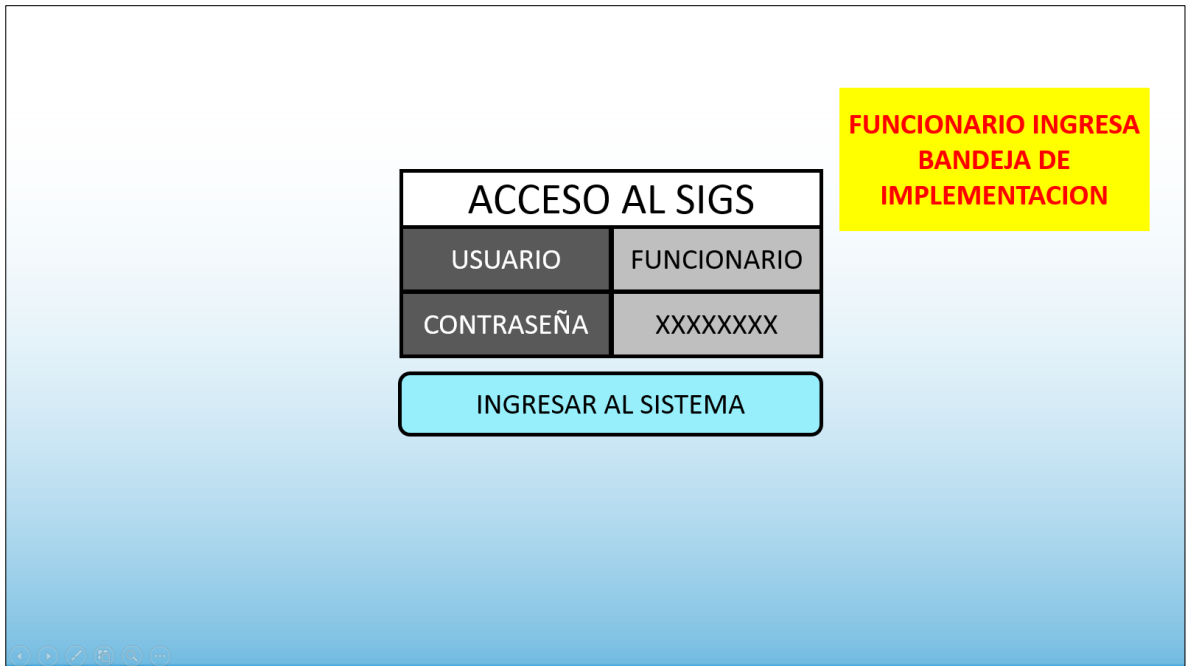 FUNCIONARIO INGRESA
BANDEJA DE
IMPLEMENTACION
ACCESO AL SIGS
USUARIO FUNCIONARIO
CONTRASEÑA XXXXXXXX
INGRESAR AL SISTEMA